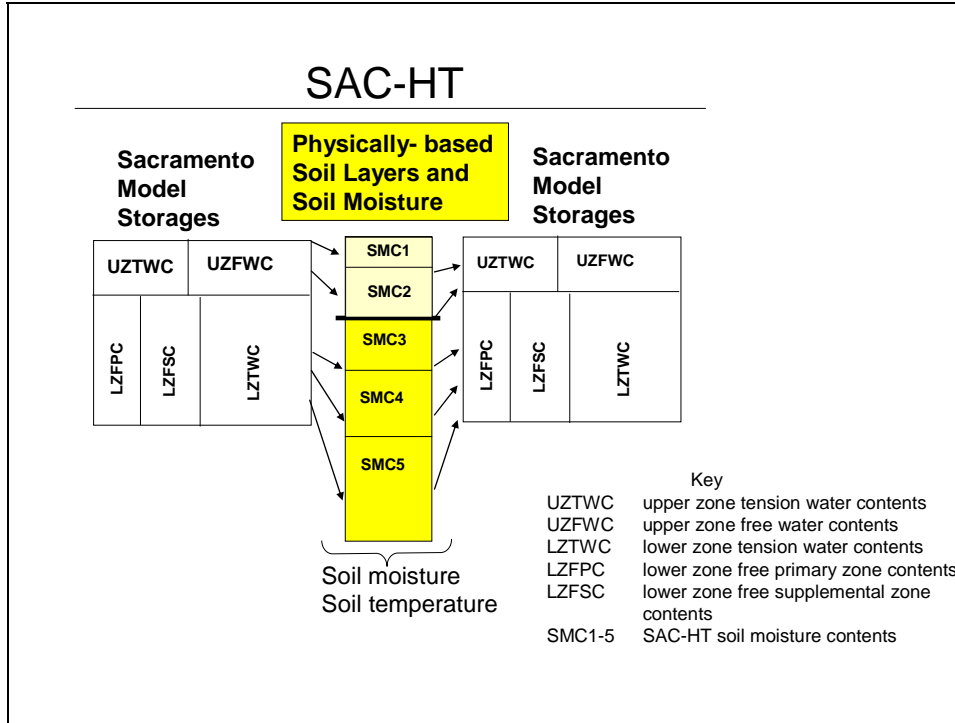 SAC-HT
Physically- based
Soil Layers and
Soil Moisture
Sacramento
Model
Storages
Sacramento
Model
Storages
UZTWC UZFWC
LZFPC LZFSC LZTWC
SMC1
SMC2
SMC3
SMC4
SMC5
UZTWC UZFWC
LZFPC LZFSC LZTWC
Soil moisture
Soil temperature
Key
UZTWC upper zone tension water contents
UZFWC upper zone free water contents
LZTWC lower zone tension water contents
LZFPC lower zone free primary zone contents
LZFSC lower zone free supplemental zone
contents
SMC1-5 SAC-HT soil moisture contents